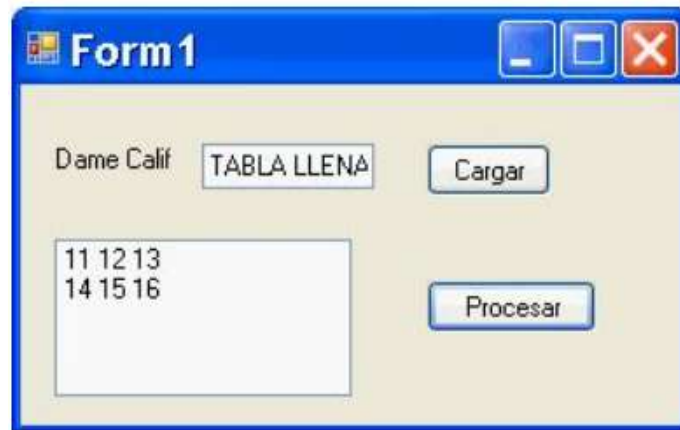 Form1
Dame Calif TABLA LLENA Cargar
11 12 13
14 15 16
Procesar